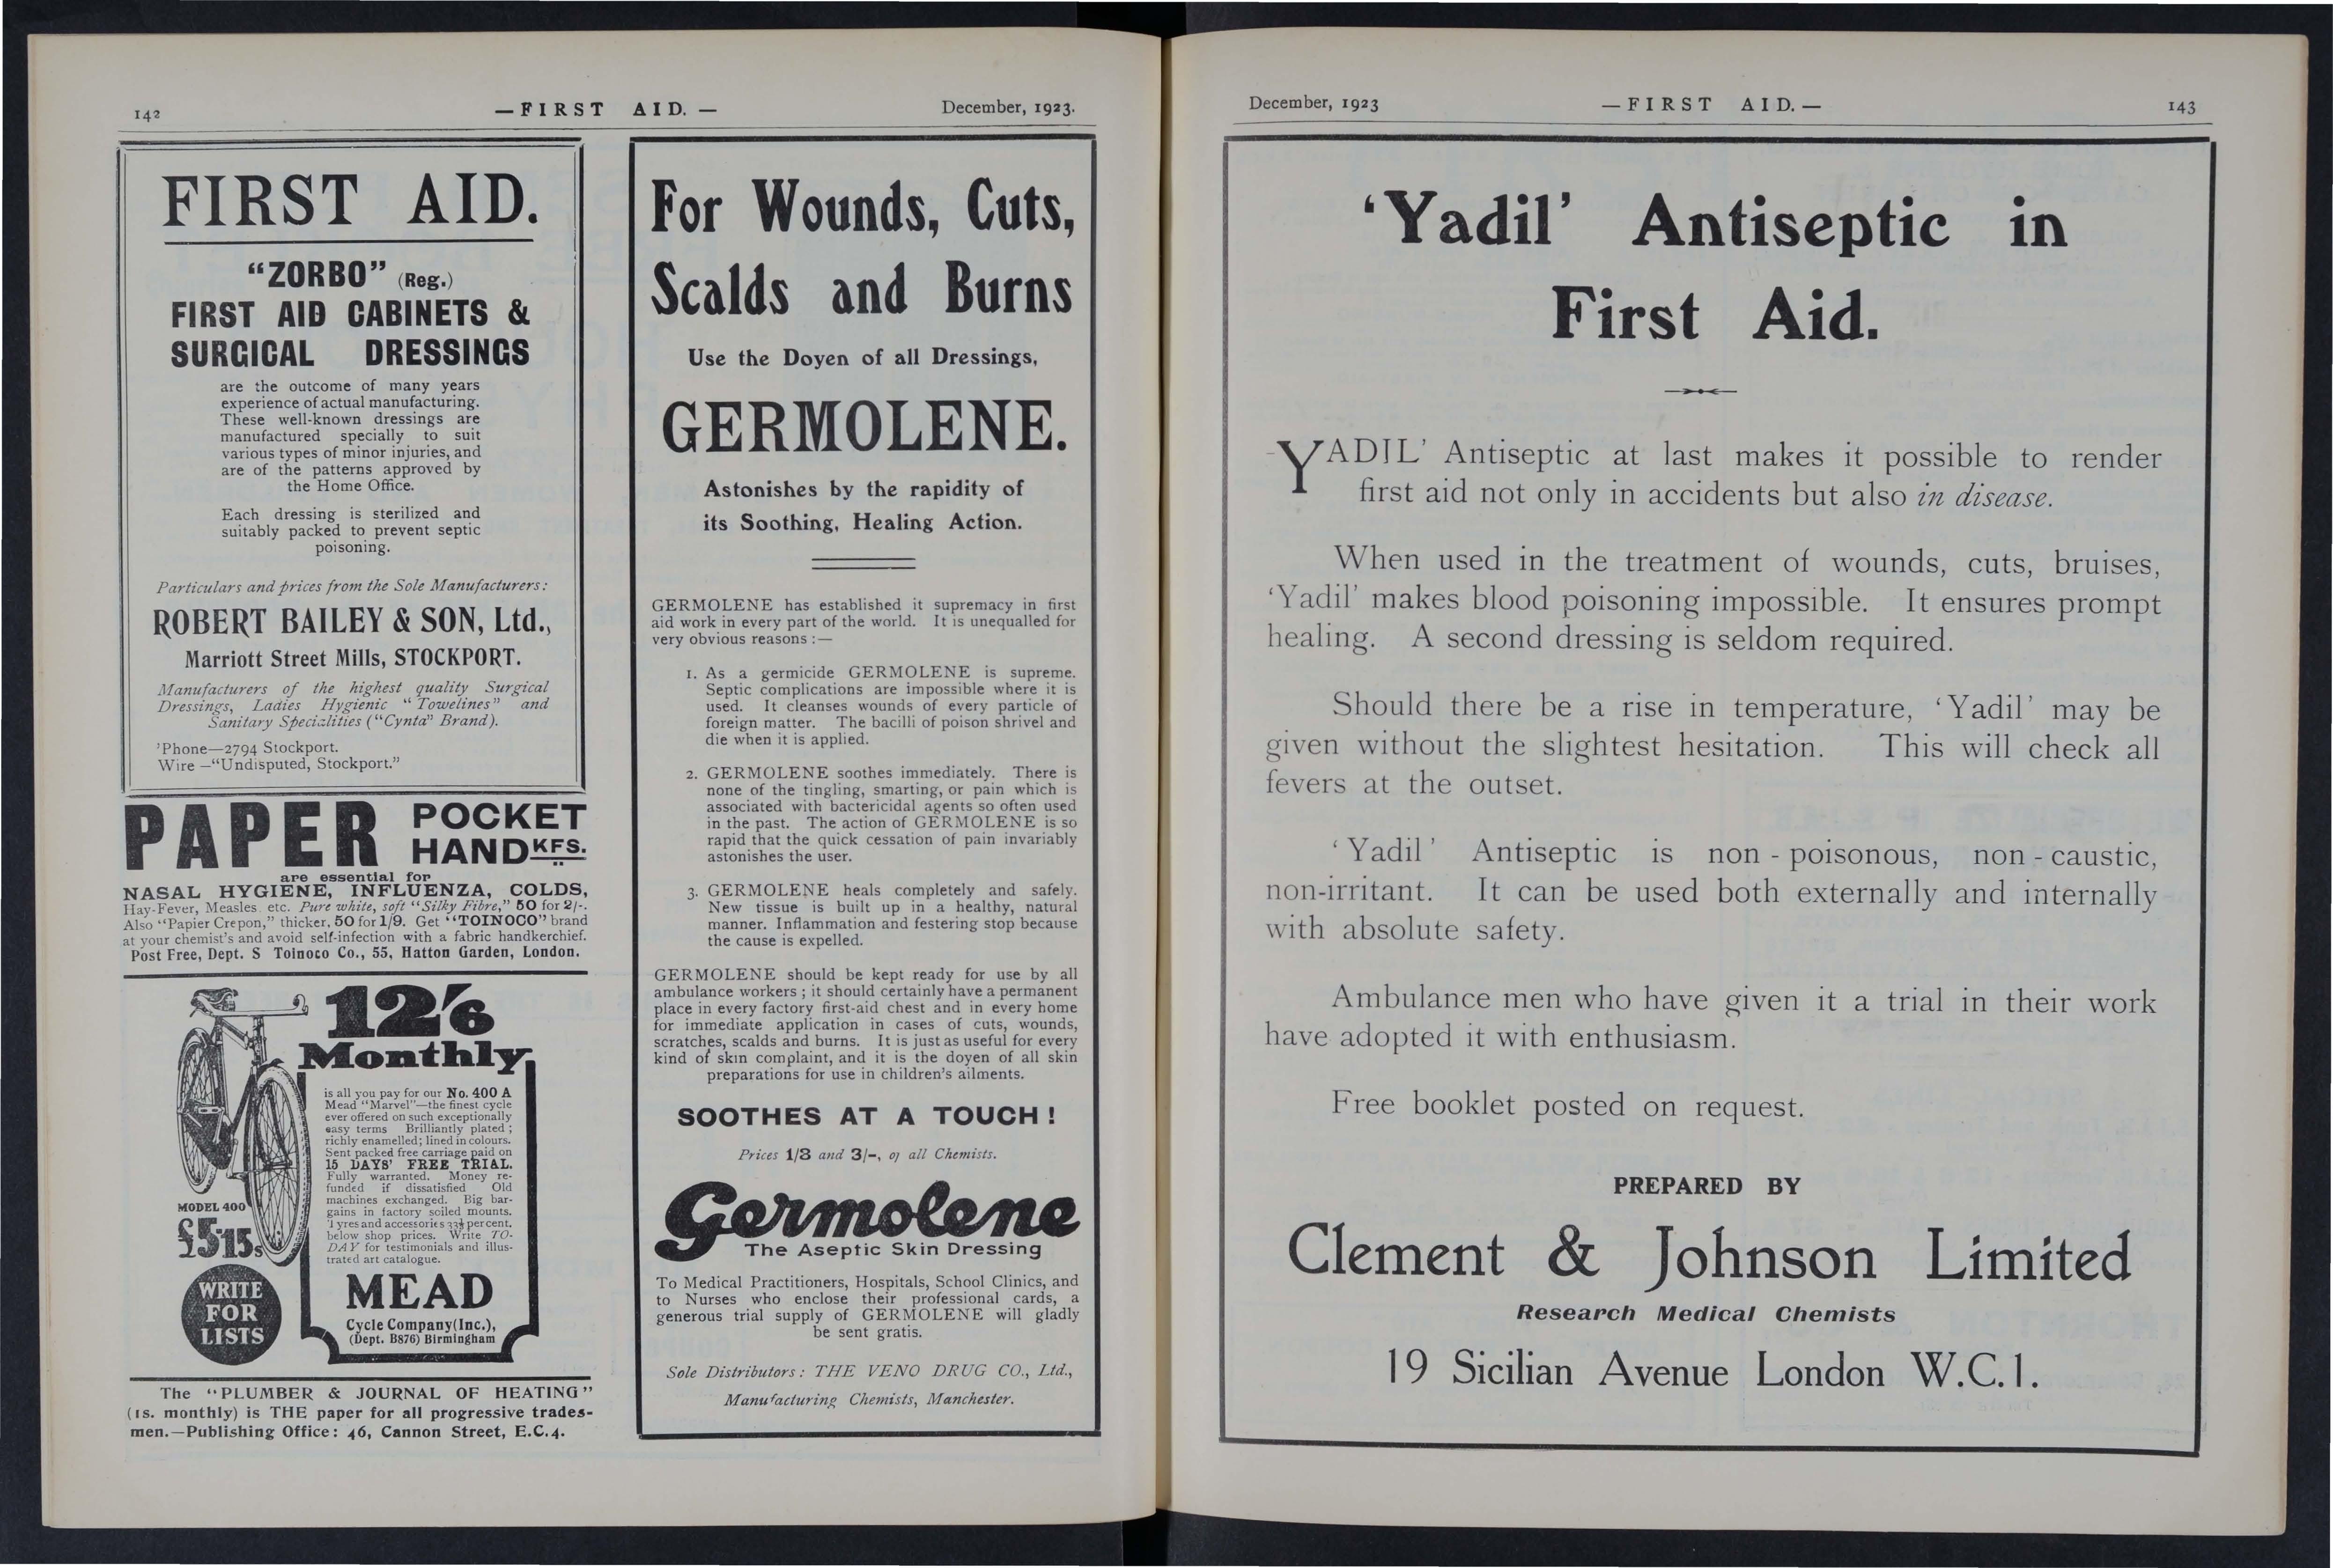 142
—FIRST AID.—
December, 1923.
FIRST AID.
"ZORBO" (Reg.)
FIRST AID CABINETS &
SURGICAL DRESSINGS
are the outcome of many years
experience of actual manufacturing.
These well-known dressings are
manufactured specially to suit
various types of minor injuries, and
are of the patterns approved by
the Home Office.
Each dressing is sterilized and
suitably packed to prevent septic
poisoning.
Particulars and prices from the Sole Manufacturers:
ROBERT BAILEY & SON, Ltd.,
Marriott Street Mills, STOCKPORT.
Manufacturers of the highest quality Surgical
Dressings, Ladies Hygienic "Towelines" and
Sanitary Specialities ("Cynta" Brand).
'Phone—2794 Stockport.
Wire—"Undisputed, Stockport."
PAPER POCKET
HANDKFS.
are essential for
NASAL HYGIENE, INFLUENZA, COLDS,
Hay-Fever, Measles. etc. Pure white, soft "Silky Fibre," 50 for 2/-.
Also "Papier Crepon," thicker, 50 for 1/9. Get "TOINOCO" brand
at your chemist's and avoid self-infection with a fabric handkerchief.
Post Free, Dept. S Toinoco Co., 55, Hatton Garden, London.
12/6
Monthly
is all you pay for our No. 400 A
Mead "Marvel"—the finest cycle
ever offered on such exceptionally
easy terms Brilliantly plated;
richly enamelled; lined in colours.
Sent packed free carriage paid on
15 DAYS' FREE TRIAL.
Fully warranted. Money re-
funded if dissatisfied Old
machines exchanged. Big bar-
gains in factory soiled mounts.
Tyres and accessories 33⅓ per cent.
below shop prices. Write TO-
DAY for testimonials and illus-
trated art catalogue.
MODEL 400
£5.15s
WRITE
FOR
LISTS
MEAD
Cycle Company (Inc.),
(Dept. B876) Birmingham
The "PLUMBER & JOURNAL OF HEATING"
(1s. monthly) is THE paper for all progressive trades-
men.—Publishing Office: 46, Cannon Street, E.C.4.
For Wounds, Cuts,
Scalds and Burns
Use the Doyen of all Dressings,
GERMOLENE.
Astonishes by the rapidity of
its Soothing, Healing Action.
GERMOLENE has established it supremacy in first
aid work in every part of the world. It is unequalled for
very obvious reasons:—
1. As a germicide GERMOLENE is supreme.
Septic complications are impossible where it is
used. It cleanses wounds of every particle of
foreign matter. The bacilli of poison shrivel and
die when it is applied.
2. GERMOLENE soothes immediately. There is
none of the tingling, smarting, or pain which is
associated with bactericidal agents so often used
in the past. The action of GERMOLENE is so
rapid that the quick cessation of pain invariably
astonishes the user.
3. GERMOLENE heals completely and safely.
New tissue is built up in a healthy, natural
manner. Inflammation and festering stop because
the cause is expelled.
GERMOLENE should be kept ready for use by all
ambulance workers; it should certainly have a permanent
place in every factory first-aid chest and in every home
for immediate application in cases of cuts, wounds,
scratches, scalds and burns. It is just as useful for every
kind of skin complaint, and it is the doyen of all skin
preparations for use in children's ailments.
SOOTHES AT A TOUCH!
Prices 1/3 and 3/-, of all Chemists.
Germolene
The Aseptic Skin Dressing
To Medical Practitioners, Hospitals, School Clinics, and
to Nurses who enclose their professional cards, a
generous trial supply of GERMOLENE will gladly
be sent gratis.
Sole Distributors: THE VENO DRUG CO., Ltd.,
Manufacturing Chemists, Manchester.
December, 1923
—FIRST AID.—
143
'Yadil' Antiseptic in
First Aid.
YADIL' Antiseptic at last makes it possible to render
first aid not only in accidents but also in disease.
When used in the treatment of wounds, cuts, bruises,
'Yadil' makes blood poisoning impossible. It ensures prompt
healing. A second dressing is seldom required.
Should there be a rise in temperature, 'Yadil' may be
given without the slightest hesitation. This will check all
fevers at the outset.
'Yadil' Antiseptic is non-poisonous, non-caustic,
non-irritant. It can be used both externally and internally
with absolute safety.
Ambulance men who have given it a trial in their work
have adopted it with enthusiasm.
Free booklet posted on request.
PREPARED BY
Clement & Johnson Limited
Research Medical Chemists
19 Sicilian Avenue London W.C.1.